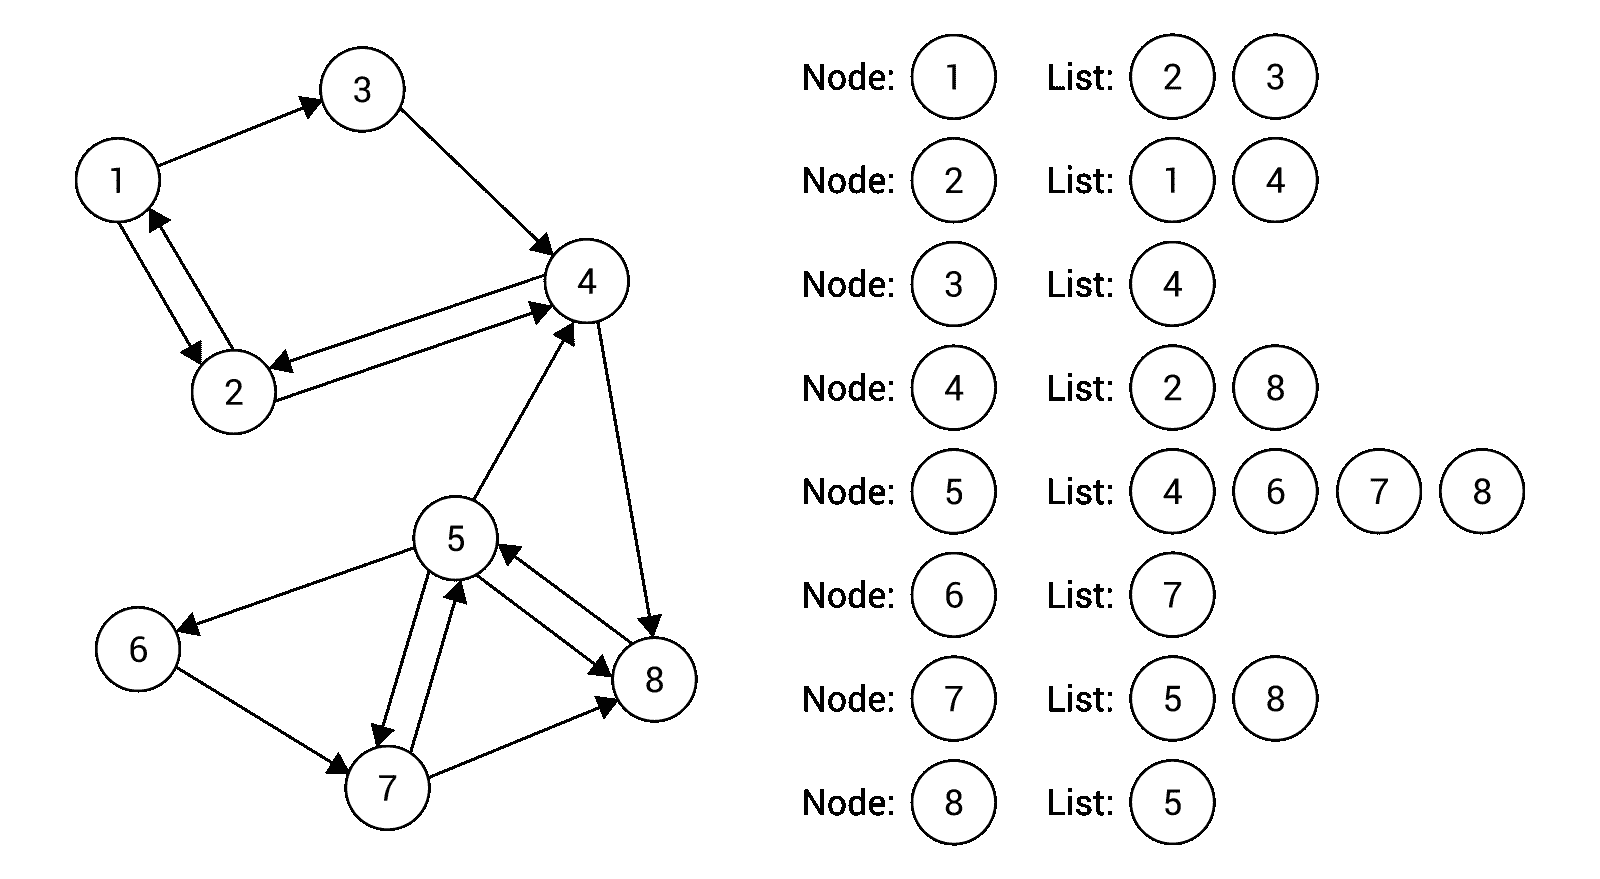 3
1
4
2
5
6
8
7
Node: 1 List: 2 3
Node: 2 List: 1 4
Node: 3 List: 4
Node: 4 List: 2 8
Node: 5 List: 4 6 7 8
Node: 6 List: 7
Node: 7 List: 5 8
Node: 8 List: 5